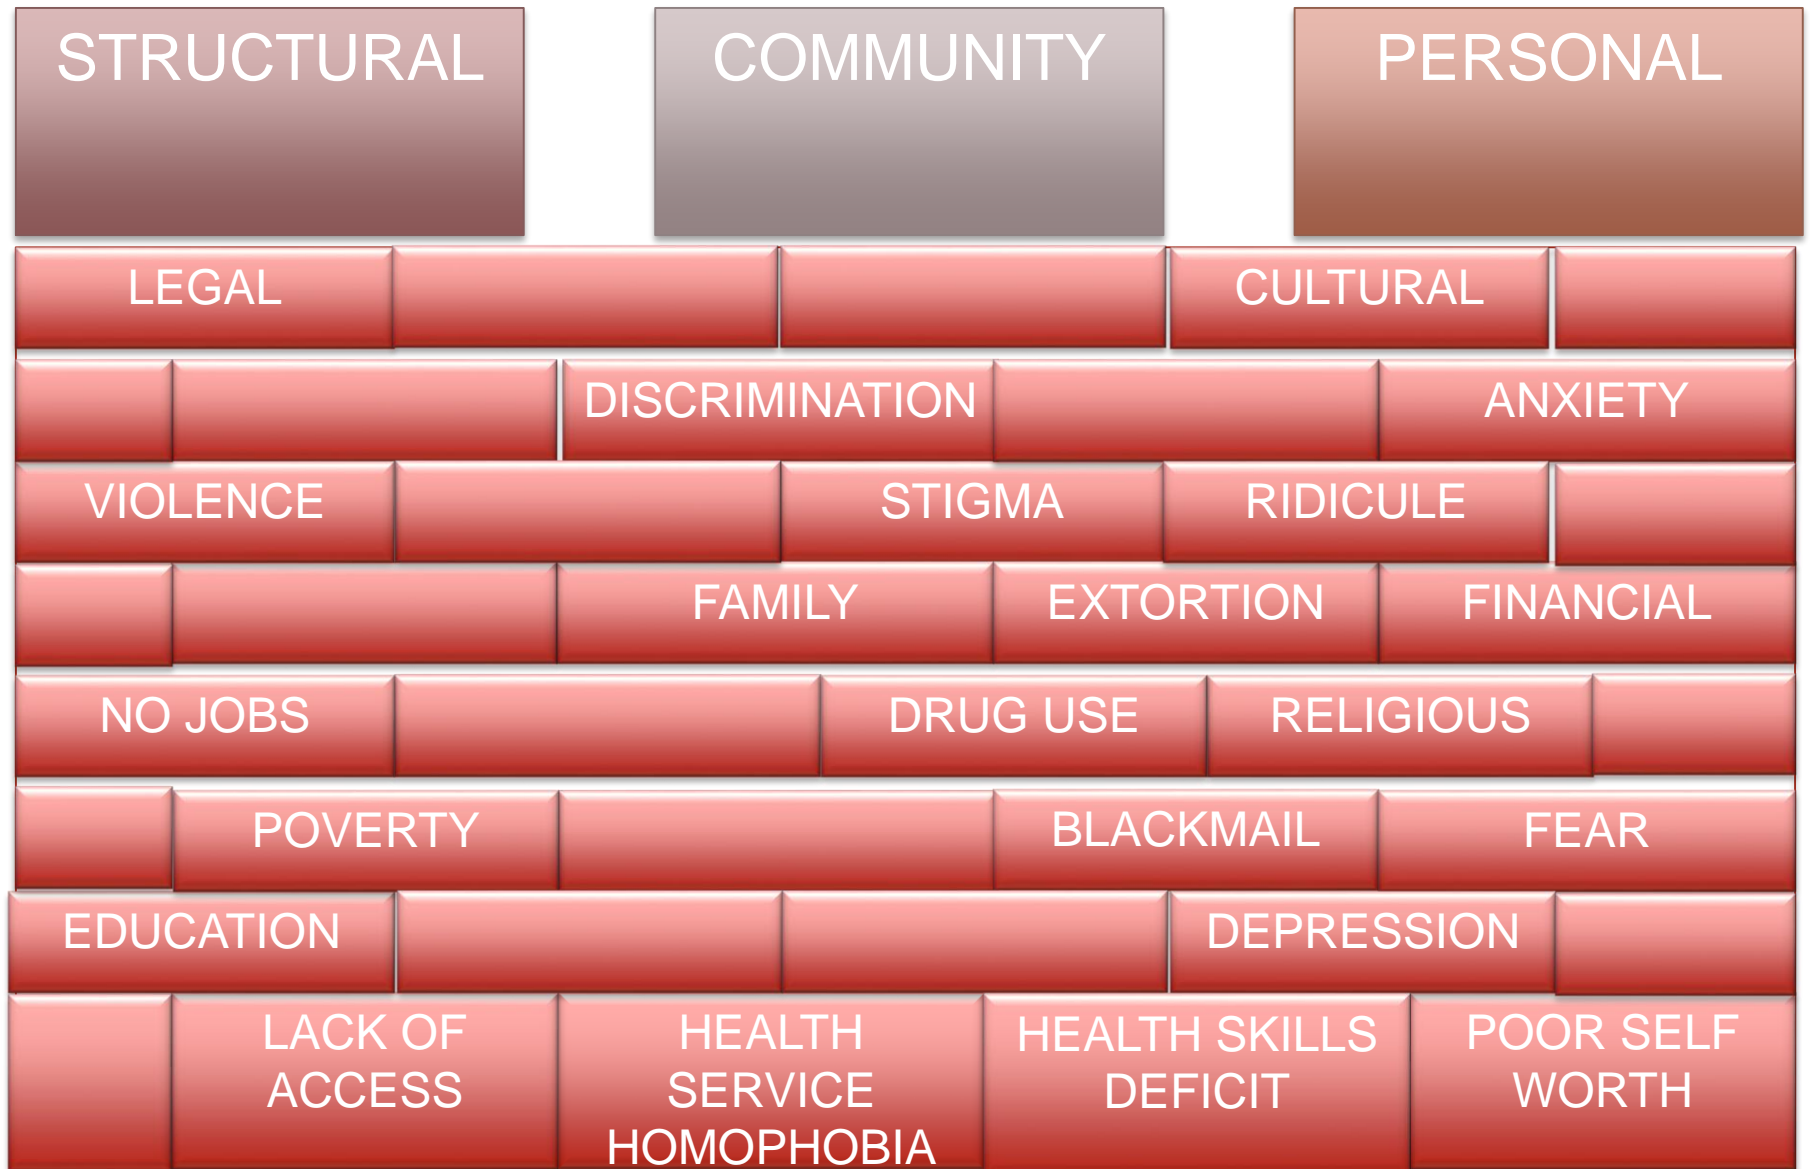 STRUCTURAL
COMMUNITY
PERSONAL
LEGAL
CULTURAL
DISCRIMINATION
ANXIETY
VIOLENCE
STIGMA
RIDICULE
FAMILY
EXTORTION
FINANCIAL
NO JOBS
DRUG USE
RELIGIOUS
POVERTY
BLACKMAIL
FEAR
EDUCATION
DEPRESSION
LACK OF
ACCESS
HEALTH
SERVICE
HOMOPHOBIA
HEALTH SKILLS
DEFICIT
POOR SELF
WORTH